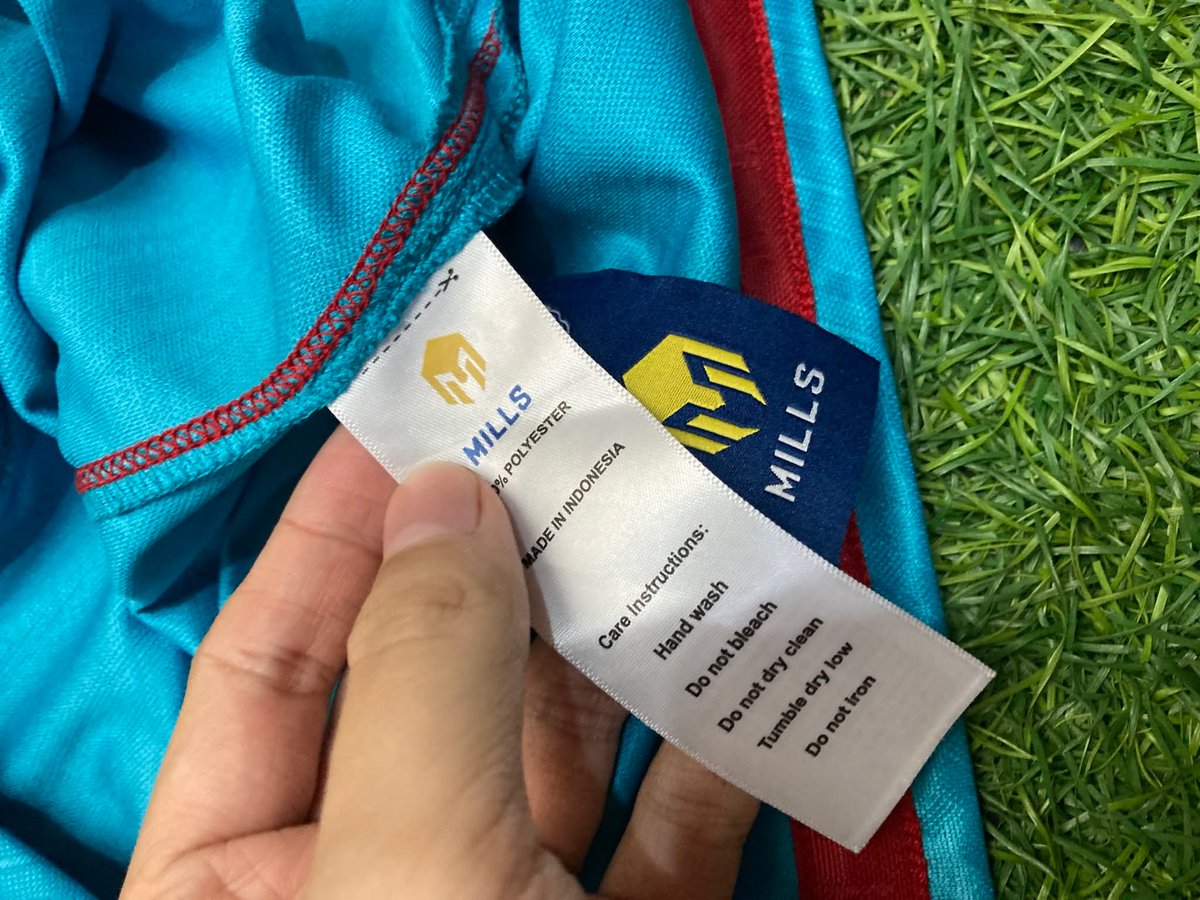 MILLS
% POLYESTER
MADE IN INDONESIA
Care Instructions:
Hand wash
Do not bleach
Do not dry clean
Tumble dry low
Do not iron
MILLS